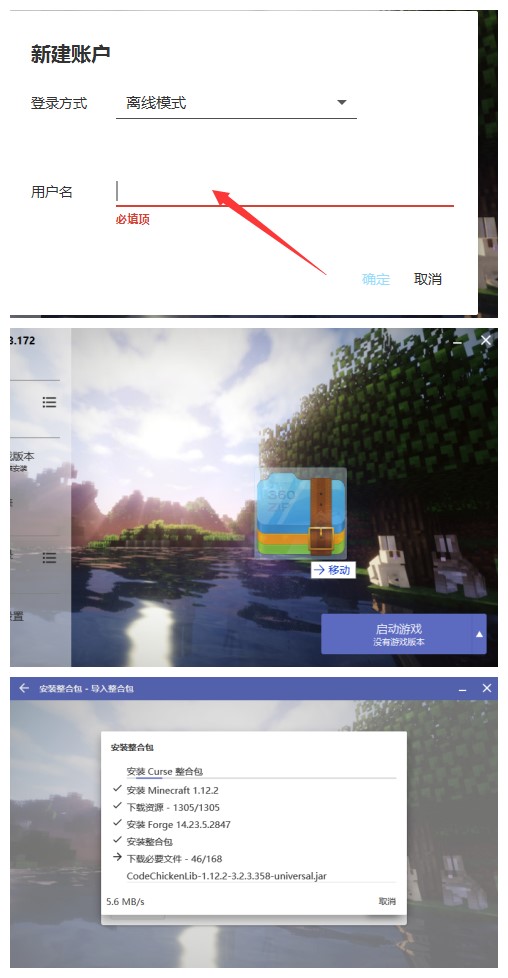 新建账户
登录方式
离线模式
用户名
必填项
确定
取消
3.172
戏版本
360
ZIP
移动
置
启动游戏
没有游戏版本
安装整合包 - 导入整合包
安装整合包
安装 Curse 整合包
安装 Minecraft 1.12.2
下载资源 - 1305/1305
安装 Forge 14.23.5.2847
安装整合包
下载必要文件 - 46/168
CodeChickenLib-1.12.2-3.2.3.358-universal.jar
5.6 MB/s
取消